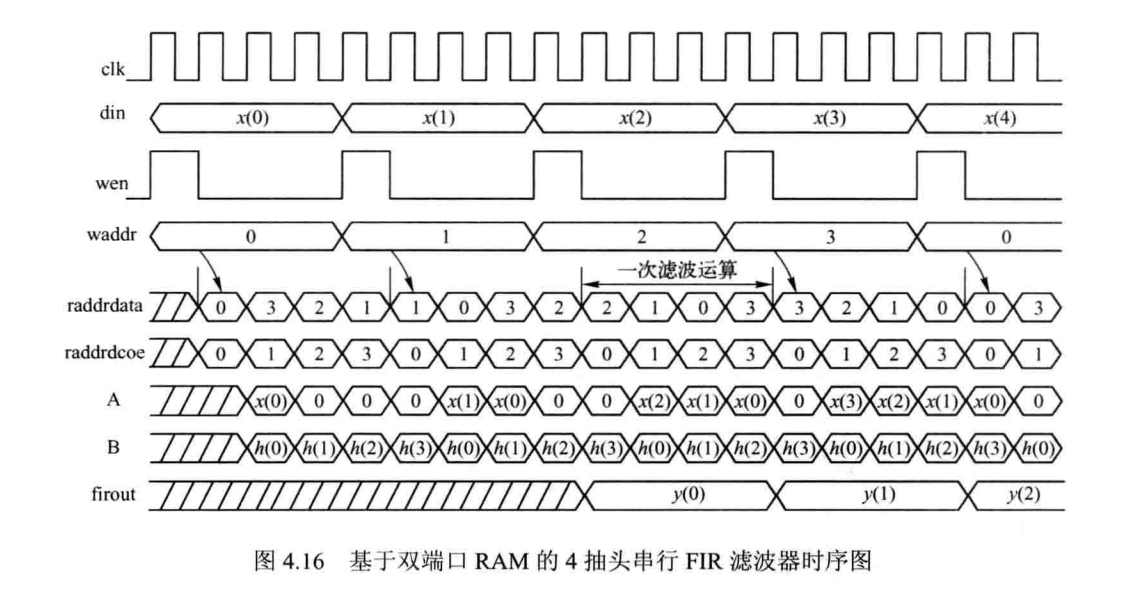 clk
din x(0) x(1) x(2) x(3) x(4)
wen
waddr 0 1 2 3 0
一次滤波运算
raddrdata 0 3 2 1 1 0 3 2 2 1 0 3 3 2 1 0 0 3
raddrdcoe 0 1 2 3 0 1 2 3 0 1 2 3 0 1 2 3 0 1
A x(0) 0 0 0 x(1) x(0) 0 0 x(2) x(1) x(0) 0 x(3) x(2) x(1) x(0) 0
B h(0) h(1) h(2) h(3) h(0) h(1) h(2) h(3) h(0) h(1) h(2) h(3) h(0) h(1) h(2) h(3) h(0)
firout y(0) y(1) y(2)
图 4.16 基于双端口 RAM 的 4 抽头串行 FIR 滤波器时序图